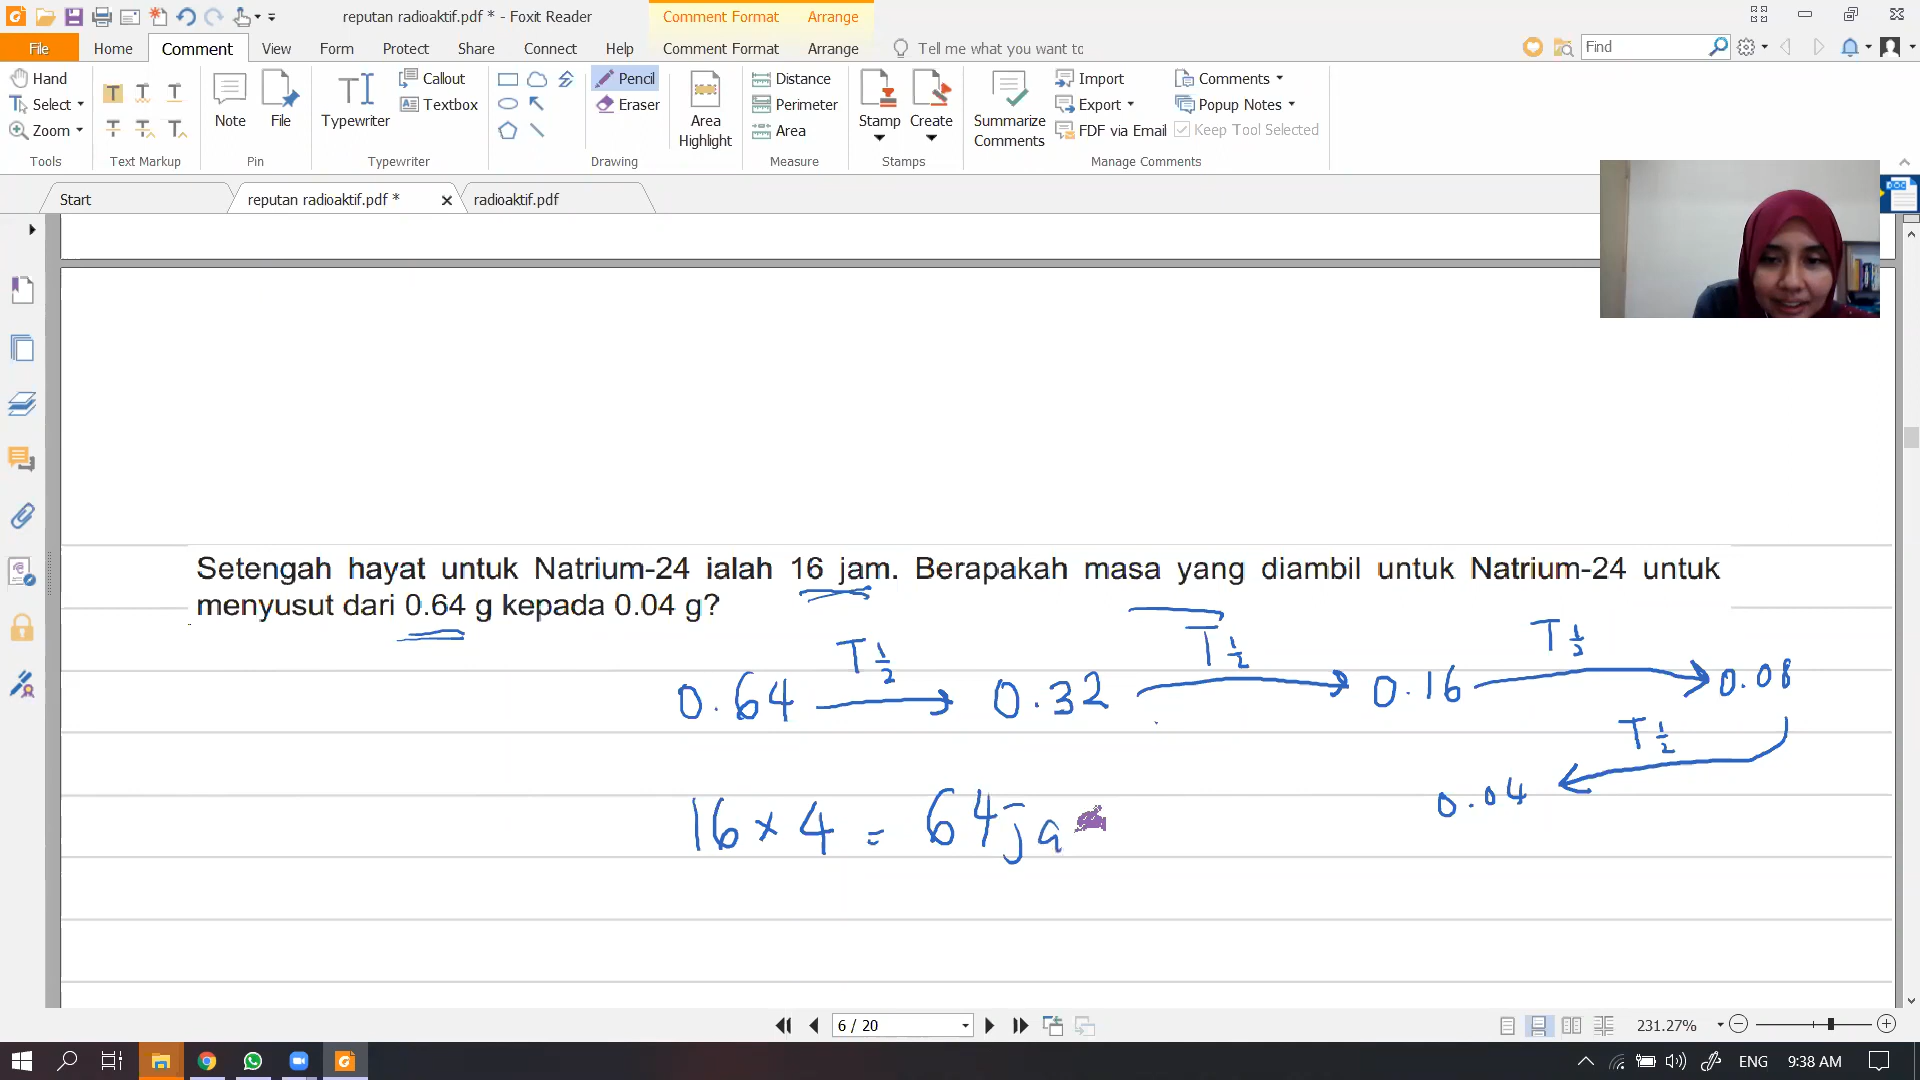 reputan radioaktif.pdf * - Foxit Reader
Comment Format Arrange
File Home Comment View Form Protect Share Connect Help Comment Format Arrange Tell me what you want to Find
Hand
Select
Zoom
Tools
Text Markup
Note
File
Pin
Typewriter
Callout
Textbox
Typewriter
Pencil
Eraser
Drawing
Area Highlight
Distance
Perimeter
Area
Measure
Stamp
Create
Stamps
Summarize Comments
Import
Export
FDF via Email
Comments
Popup Notes
Keep Tool Selected
Manage Comments
Start reputan radioaktif.pdf * radioaktif.pdf
DOC
Setengah hayat untuk Natrium-24 ialah 16 jam. Berapakah masa yang diambil untuk Natrium-24 untuk
menyusut dari 0.64 g kepada 0.04 g?
T 1/2 T 1/2 T 1/2
0.64 → 0.32 → 0.16 → 0.08
T 1/2
0.04
16 × 4 = 64 ja
6 / 20
231.27%
ENG 9:38 AM